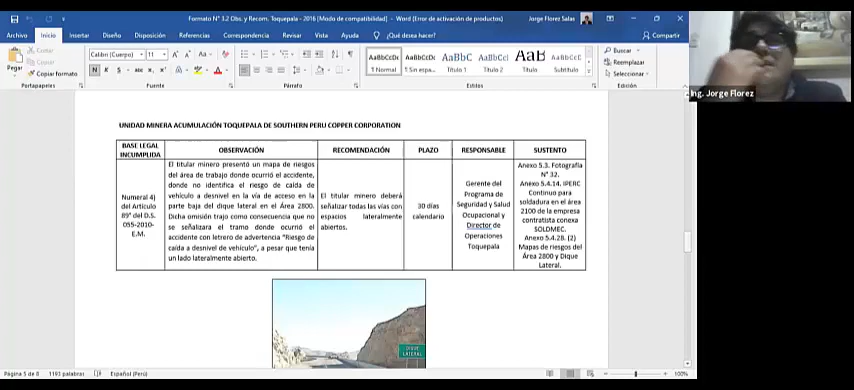 Formato N° 3.2 Obs. y Recom. Toquepala - 2016 [Modo de compatibilidad] - Word (Error de activación de productos)
Jorge Florez Salas
Archivo Inicio Insertar Diseño Disposición Referencias Correspondencia Revisar Vista Ayuda ¿Qué desea hacer? Compartir
Pegar
Cortar
Copiar
Copiar formato
Portapapeles
Calibri (Cuerpo) 11
N K S abc
Fuente
Párrafo
AaBbCcDc AaBbCcDc AaBbC AaBbCcI AaB AaBbCcC
¶ Normal ¶ Sin espa... Título 1 Título 2 Título Subtítulo
Estilos
Buscar
Reemplazar
Seleccionar
Edición
Ing. Jorge Florez
UNIDAD MINERA ACUMULACIÓN TOQUEPALA DE SOUTHERN PERU COPPER CORPORATION
BASE LEGAL
INCUMPLIDA
OBSERVACIÓN
RECOMENDACIÓN
PLAZO
RESPONSABLE
SUSTENTO
Numeral 4)
del Artículo
89° del D.S.
055-2010-
E.M.
El titular minero presentó un mapa de riesgos
del área de trabajo donde ocurrió el accidente,
donde no identifica el riesgo de caída de
vehículo a desnivel en la vía de acceso en la
parte baja del dique lateral en el Área 2800.
Dicha omisión trajo como consecuencia que no
se señalizara el tramo donde ocurrió el
accidente con letrero de advertencia "Riesgo de
caída a desnivel de vehículo", a pesar que tenía
un lado lateralmente abierto.
El titular minero deberá
señalizar todas las vías con
espacios lateralmente
abiertos.
30 días
calendario
Gerente del
Programa de
Seguridad y Salud
Ocupacional y
Director de
Operaciones
Toquepala
Anexo 5.3. Fotografía
N° 32.
Anexo 5.4.14. IPERC
Continuo para
soldadura en el área
2100 de la empresa
contratista conexa
SOLDMEC.
Anexo 5.4.28. (2)
Mapas de riesgos del
Área 2800 y Dique
Lateral.
DIQUE
LATERAL
Página 5 de 8 1193 palabras Español (Perú) 100%